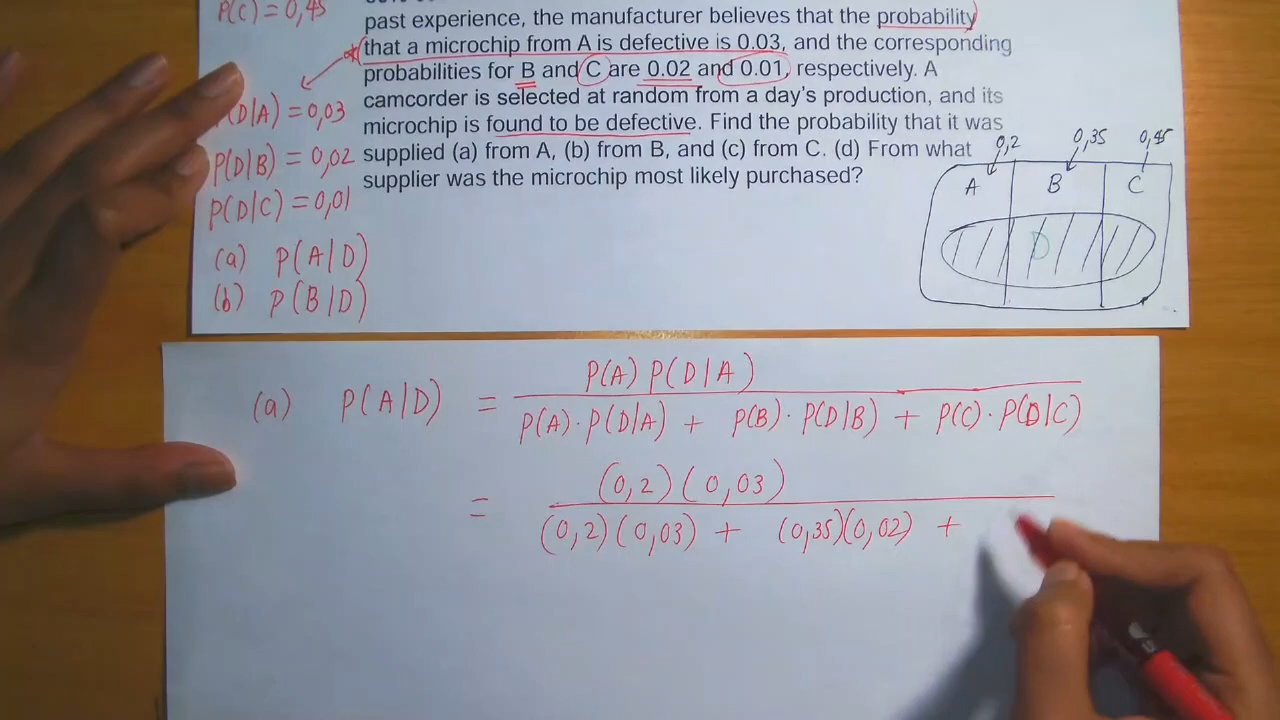 P(C) = 0,45
past experience, the manufacturer believes that the probability
that a microchip from A is defective is 0.03, and the corresponding
probabilities for B and C are 0.02 and 0.01, respectively. A
camcorder is selected at random from a day's production, and its
microchip is found to be defective. Find the probability that it was
supplied (a) from A, (b) from B, and (c) from C. (d) From what
supplier was the microchip most likely purchased?
(D|A) = 0,03
P(D|B) = 0,02
P(D|C) = 0,01
(a) P(A|D)
(b) P(B|D)
0,2 0,35 0,45
A B C
D
(a) P(A|D) = P(A) P(D|A)
P(A)·P(D|A) + P(B)·P(D|B) + P(C)·P(D|C)
= (0,2)(0,03)
(0,2)(0,03) + (0,35)(0,02) +